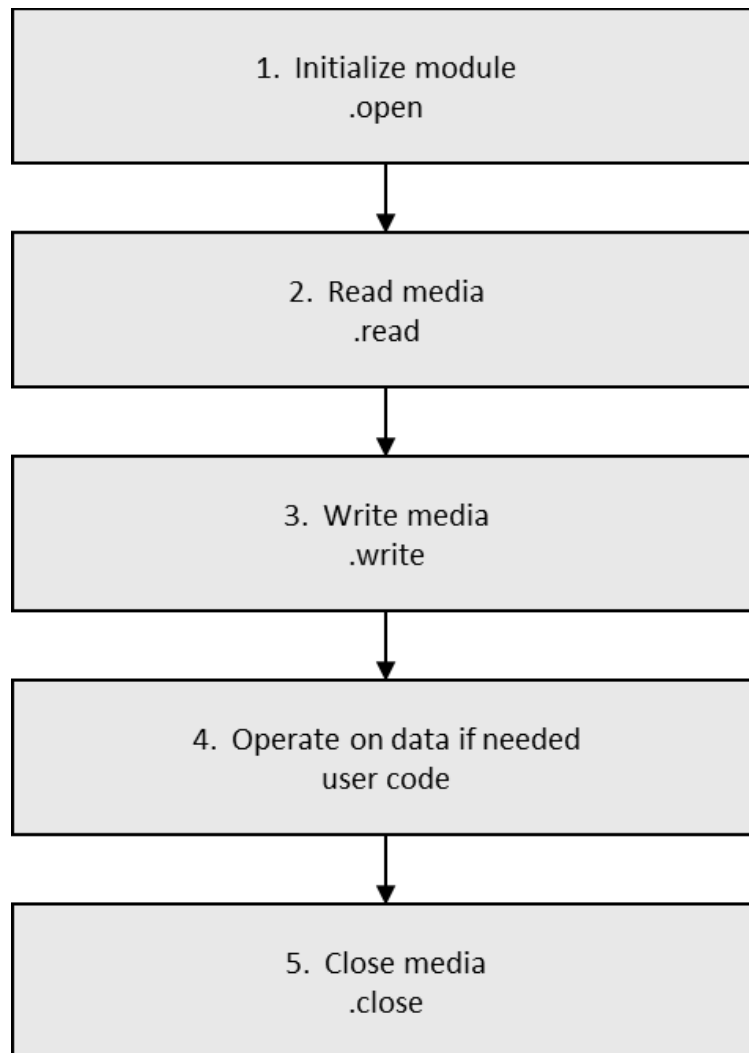 1. Initialize module
.open
2. Read media
.read
3. Write media
.write
4. Operate on data if needed
user code
5. Close media
.close